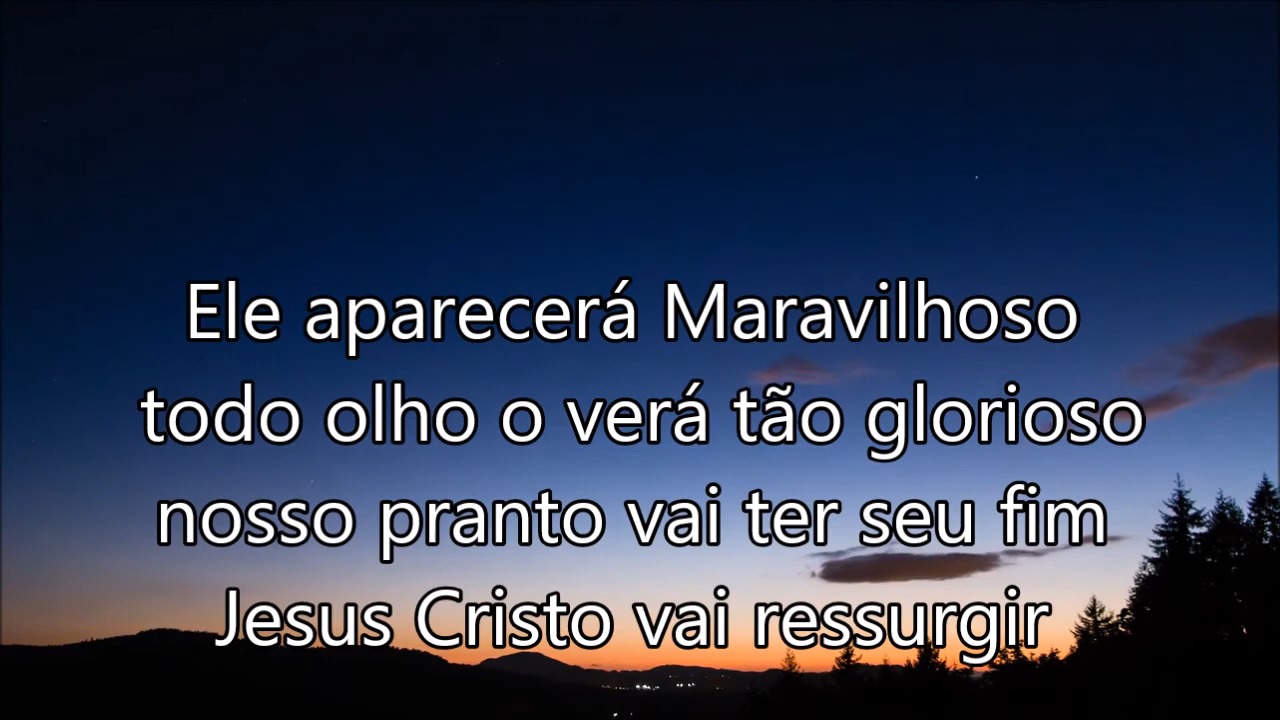 Ele aparecerá Maravilhoso
todo olho o verá tão glorioso
nosso pranto vai ter seu fim
Jesus Cristo vai ressurgir